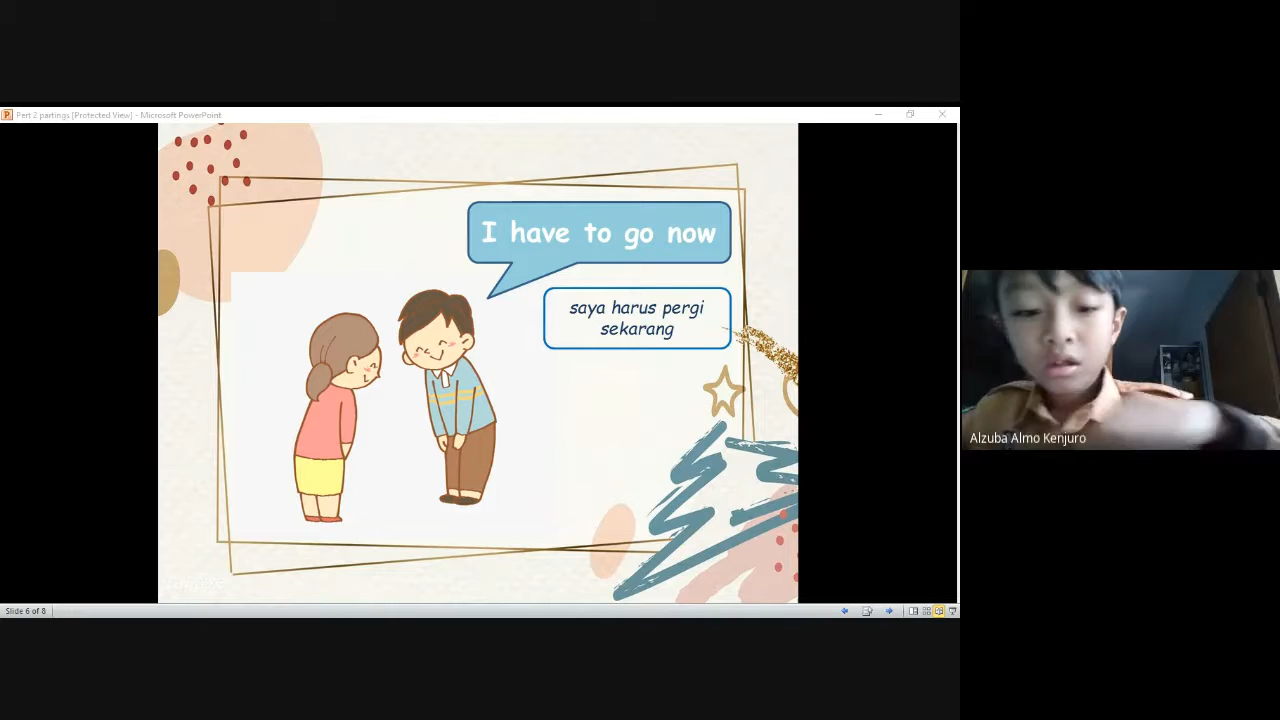 Pert 2 partings [Protected View] - Microsoft PowerPoint
I have to go now
saya harus pergi
sekarang
Alzuba Almo Kenjuro
Slide 6 of 8